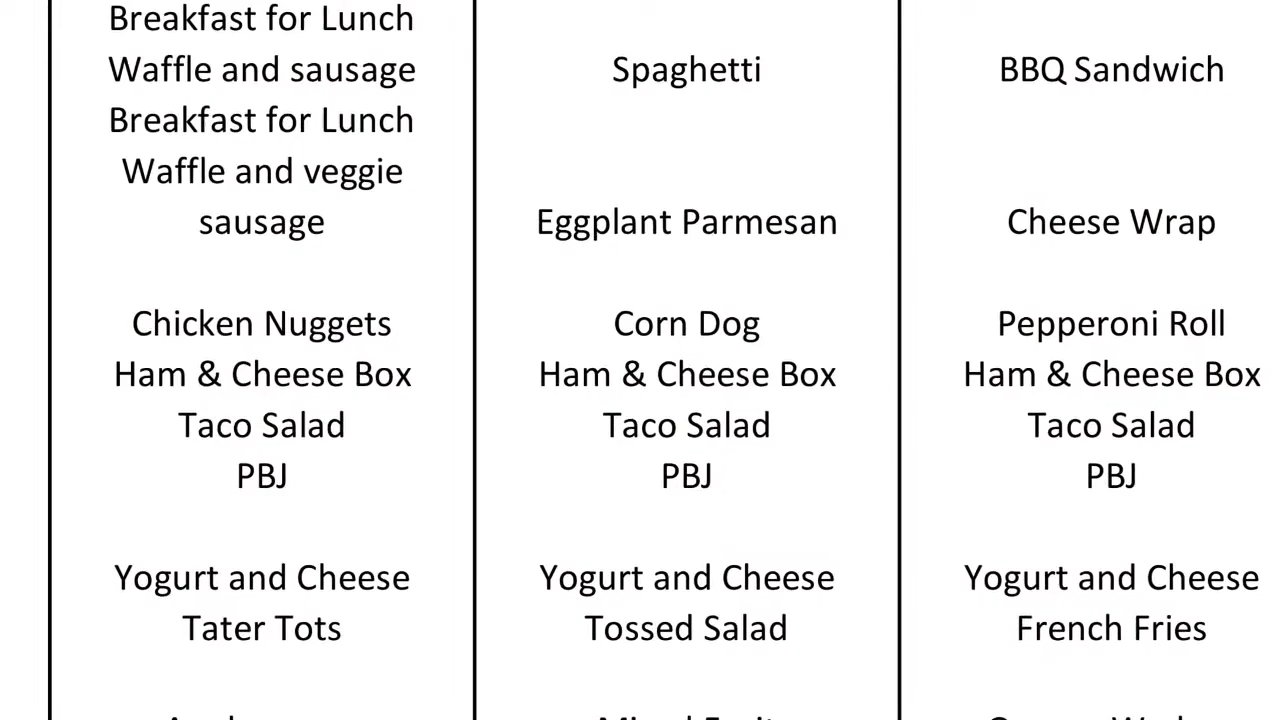 Breakfast for Lunch
Waffle and sausage
Breakfast for Lunch
Waffle and veggie
sausage
Chicken Nuggets
Ham & Cheese Box
Taco Salad
PBJ
Yogurt and Cheese
Tater Tots
Spaghetti
Eggplant Parmesan
Corn Dog
Ham & Cheese Box
Taco Salad
PBJ
Yogurt and Cheese
Tossed Salad
BBQ Sandwich
Cheese Wrap
Pepperoni Roll
Ham & Cheese Box
Taco Salad
PBJ
Yogurt and Cheese
French Fries